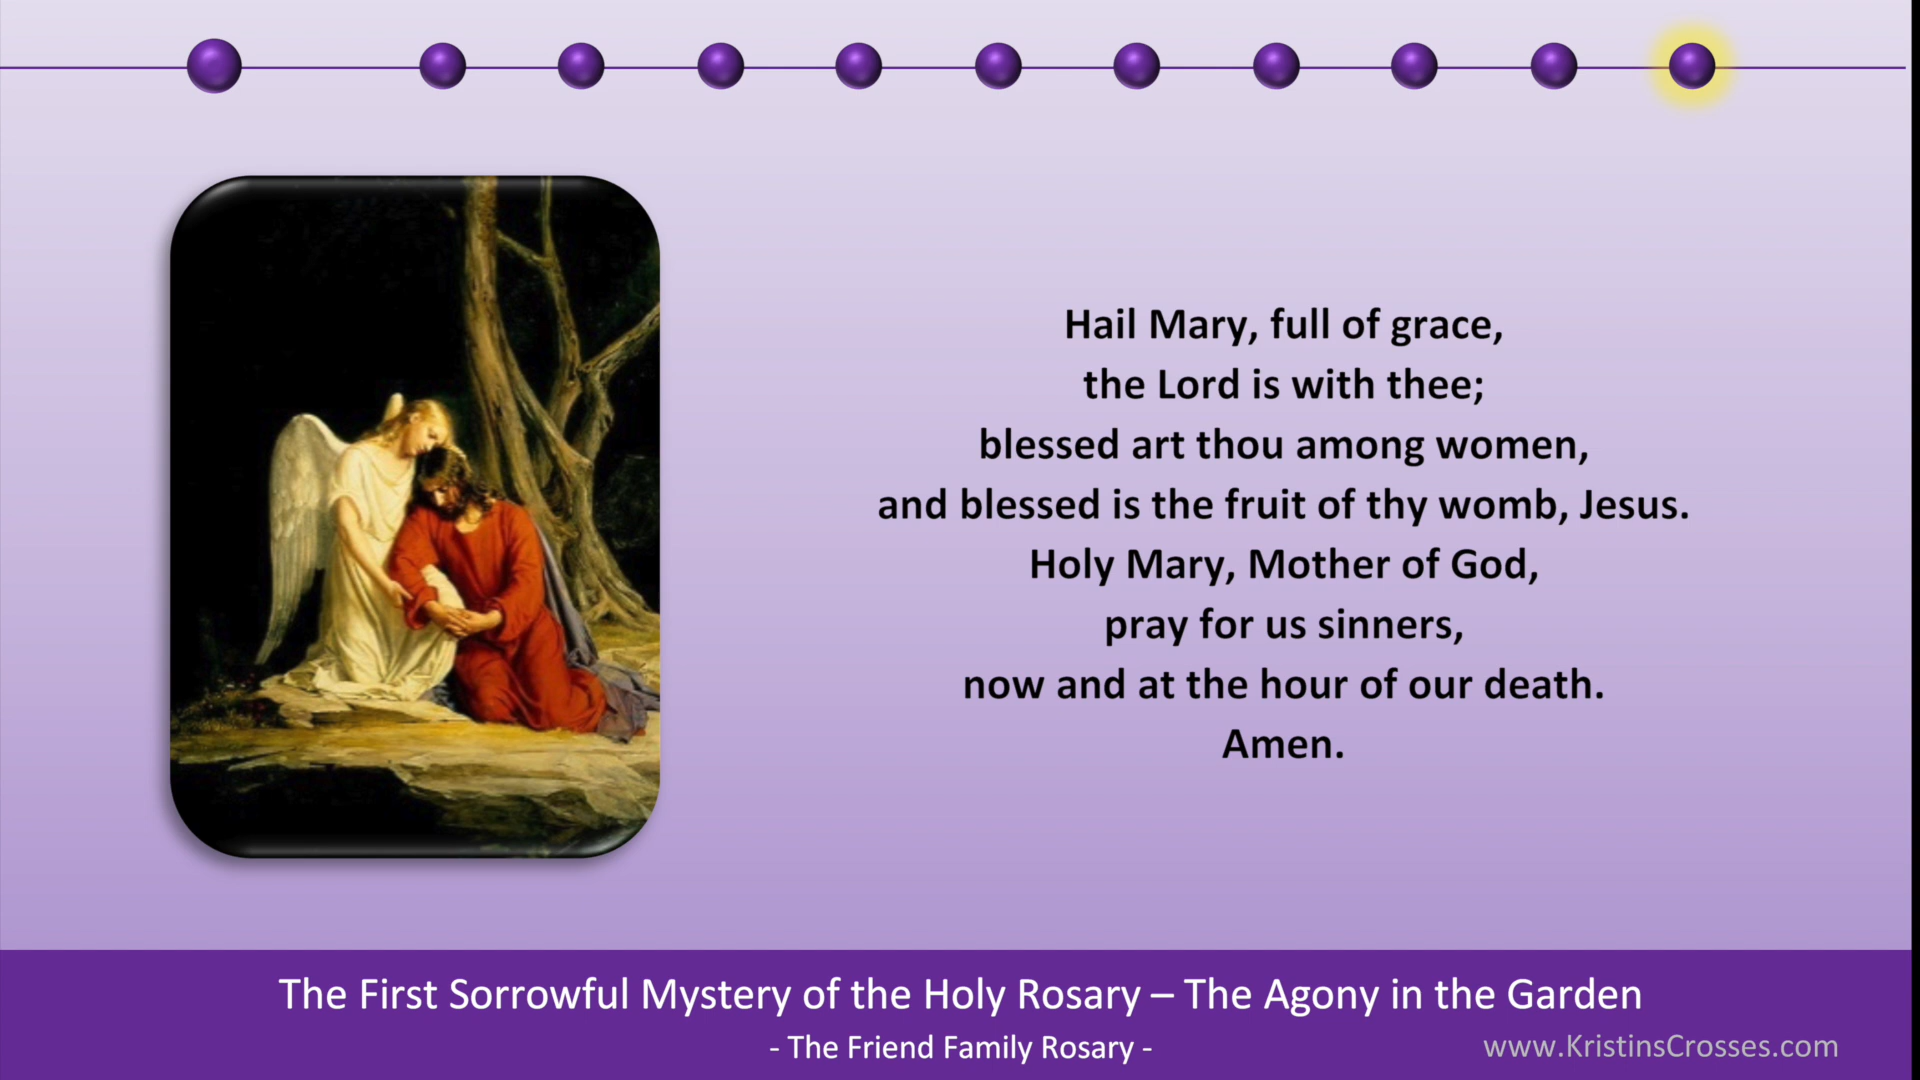 Hail Mary, full of grace,
the Lord is with thee;
blessed art thou among women,
and blessed is the fruit of thy womb, Jesus.
Holy Mary, Mother of God,
pray for us sinners,
now and at the hour of our death.
Amen.
The First Sorrowful Mystery of the Holy Rosary – The Agony in the Garden
- The Friend Family Rosary -
www.KristinsCrosses.com